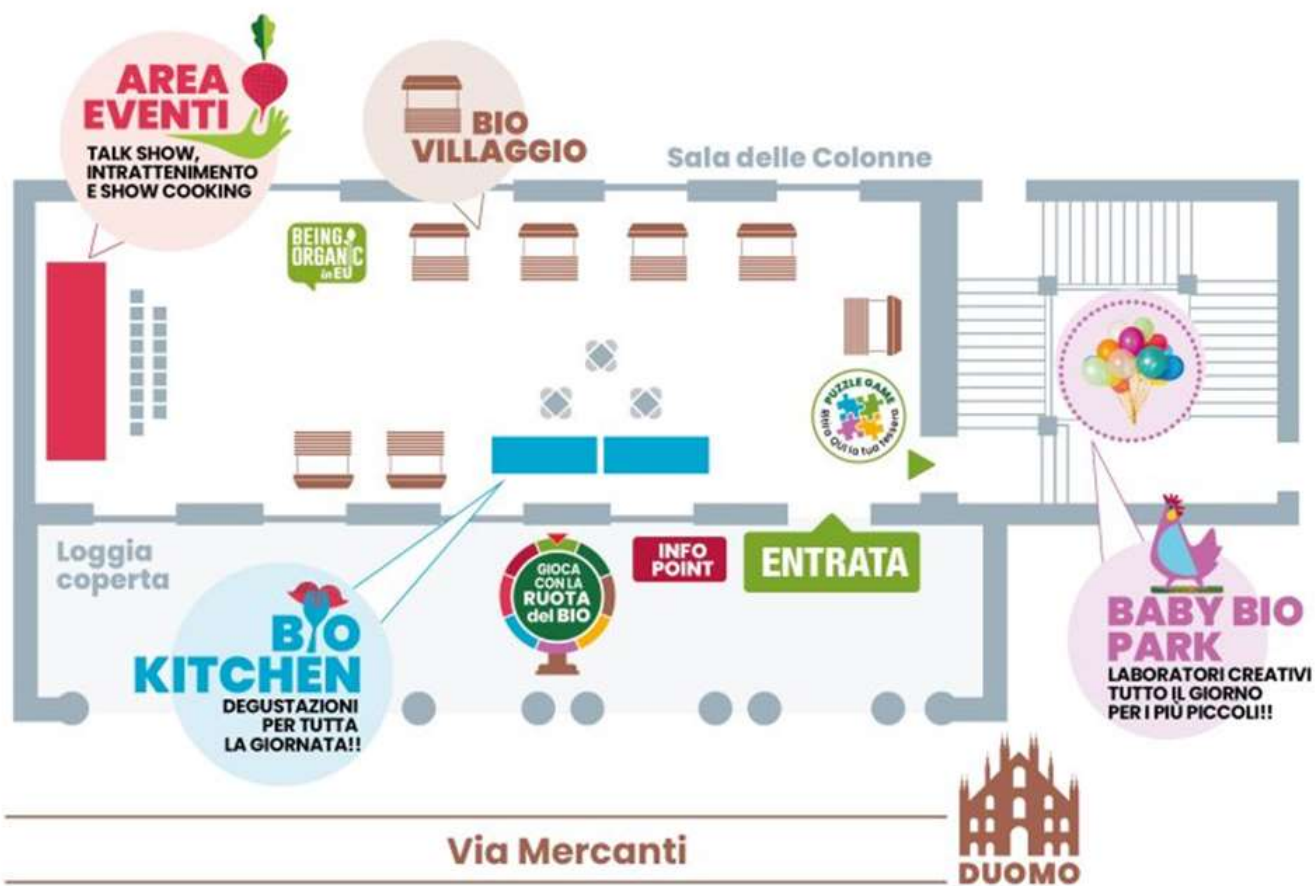 AREA
EVENTI
TALK SHOW,
INTRATTENIMENTO
E SHOW COOKING
BIO
VILLAGGIO
Sala delle Colonne
BEING
ORGANIC
in EU
PUZZLE GAME
Ritira QUI la tua tessera
Loggia
coperta
BIO
KITCHEN
DEGUSTAZIONI
PER TUTTA
LA GIORNATA!!
GIOCA
CON LA
RUOTA
del BIO
INFO
POINT
ENTRATA
BABY BIO
PARK
LABORATORI CREATIVI
TUTTO IL GIORNO
PER I PIÙ PICCOLI!!
Via Mercanti
DUOMO